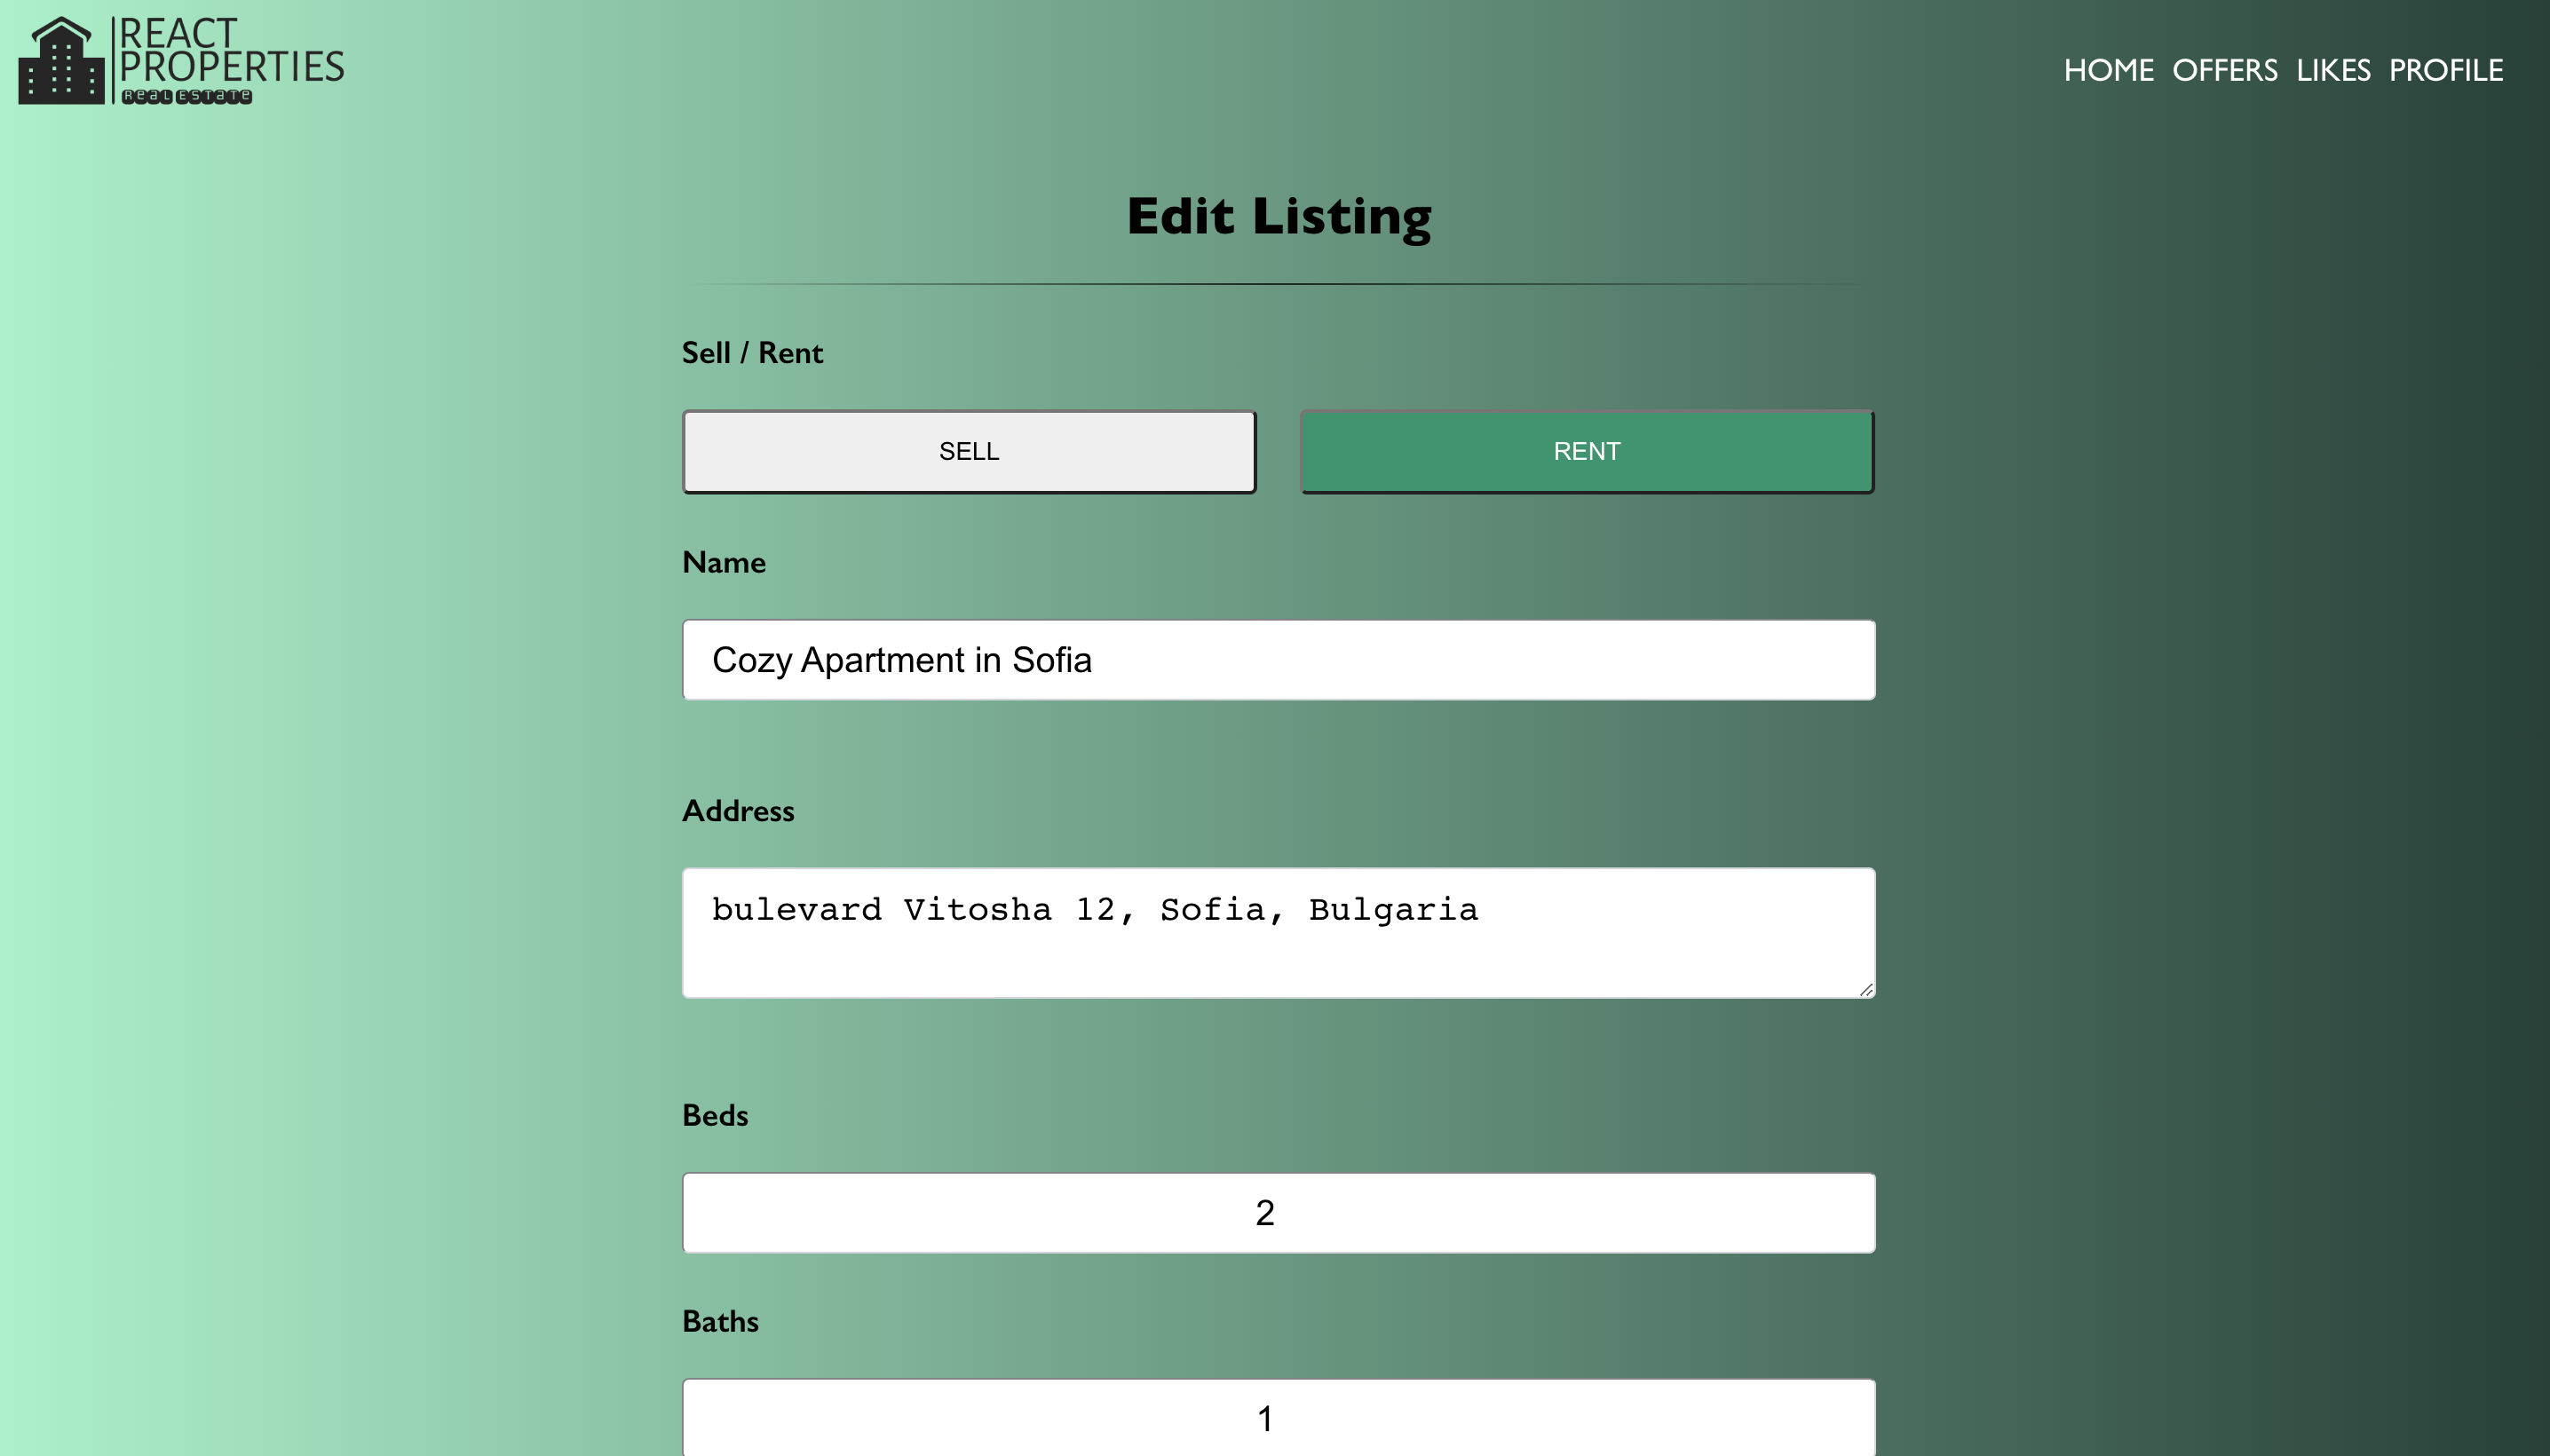 REACT
PROPERTIES
Real Estate
HOME OFFERS LIKES PROFILE
Edit Listing
Sell / Rent
SELL RENT
Name
Cozy Apartment in Sofia
Address
bulevard Vitosha 12, Sofia, Bulgaria
Beds
2
Baths
1